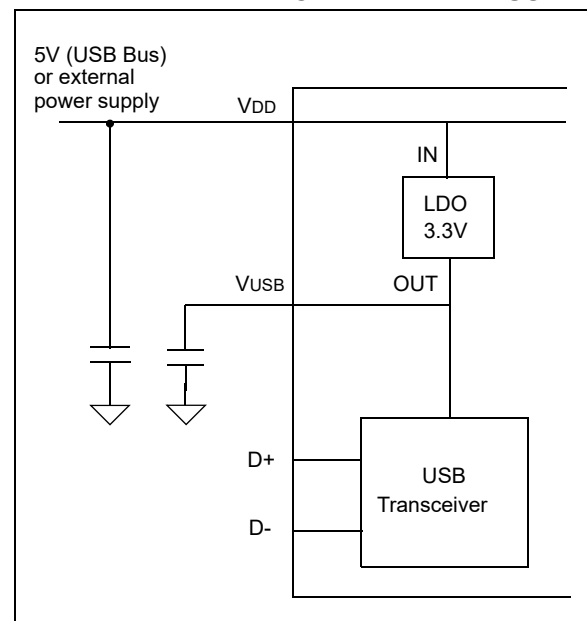 5V (USB Bus)
or external
power supply
VDD
IN
LDO
3.3V
VUSB
OUT
D+
USB
Transceiver
D-